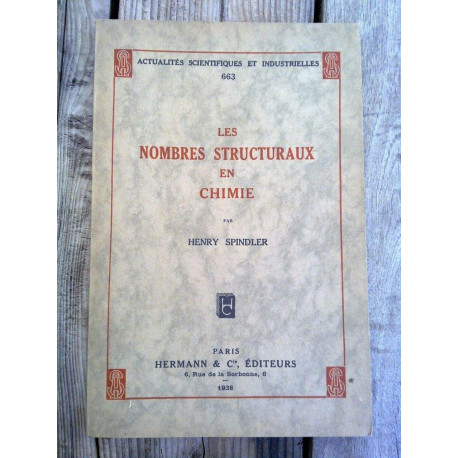 ACTUALITÉS SCIENTIFIQUES ET INDUSTRIELLES
663
LES
NOMBRES STRUCTURAUX
EN
CHIMIE
PAR
HENRY SPINDLER
HC
PARIS
HERMANN & Cie, ÉDITEURS
6, Rue de la Sorbonne, 6
1938